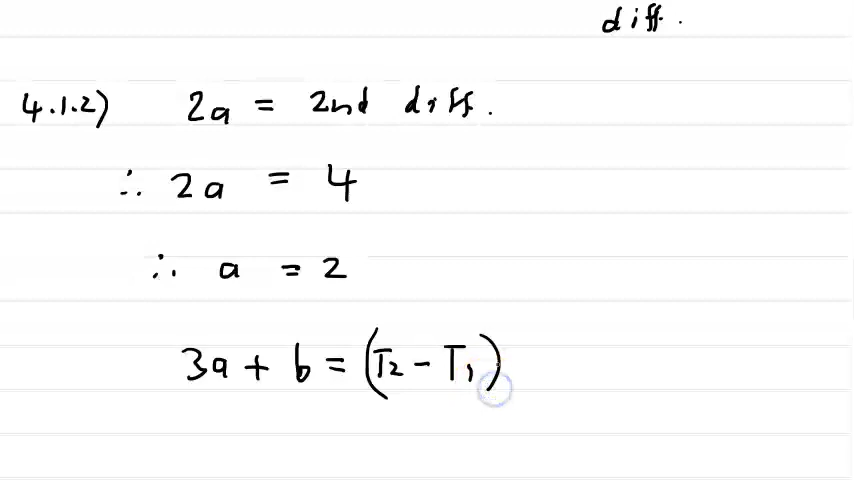 diff.
4.1.2) 2a = 2nd diff.
∴ 2a = 4
∴ a = 2
3a + b = (T₂ - T₁)